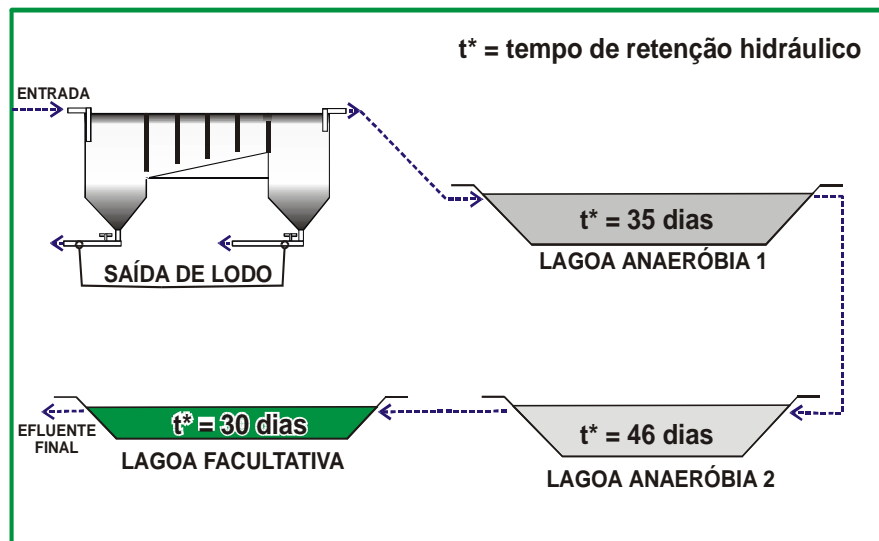 t* = tempo de retenção hidráulico
ENTRADA
t* = 35 dias
SAÍDA DE LODO
LAGOA ANAERÓBIA 1
t* = 30 dias
t* = 46 dias
EFLUENTE
FINAL
LAGOA FACULTATIVA
LAGOA ANAERÓBIA 2